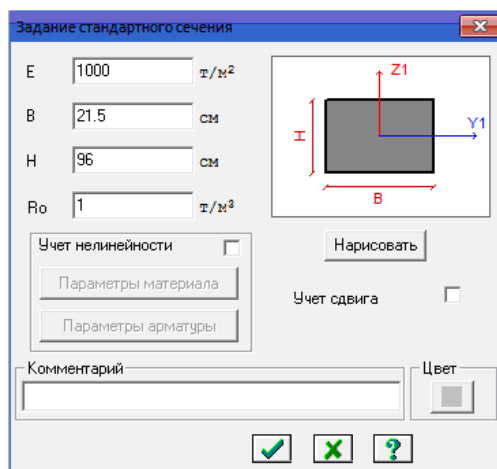 Задание стандартного сечения
E 1000 т/м²
B 21.5 см
H 96 см
Ro 1 т/м³
Z1
Y1
H
B
Учет нелинейности
Параметры материала
Параметры арматуры
Нарисовать
Учет сдвига
Комментарий
Цвет
?